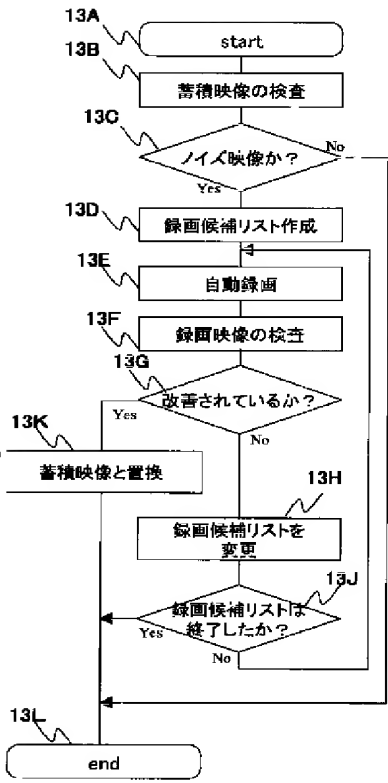 13A
start
13B
蓄積映像の検査
13C
ノイズ映像か？
No
Yes
13D
録画候補リスト作成
13E
自動録画
13F
録画映像の検査
13G
改善されているか？
Yes
No
13K
蓄積映像と置換
13H
録画候補リストを
変更
13J
録画候補リストは
終了したか？
Yes
No
13L
end